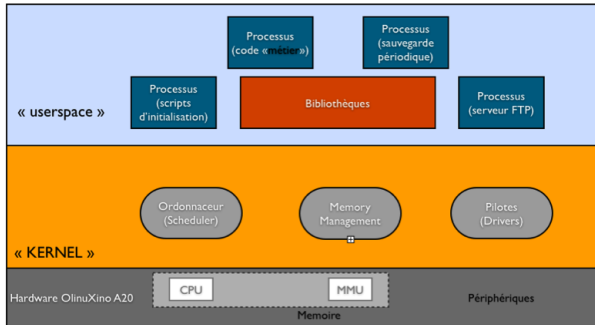 Processus
(code «métier»)
Processus
(sauvegarde
périodique)
« userspace »
Processus
(scripts
d'initialisation)
Bibliothèques
Processus
(serveur FTP)
Ordonnaceur
(Scheduler)
Memory
Management
Pilotes
(Drivers)
« KERNEL »
Hardware OlinuXino A20
CPU
MMU
Périphériques
Memoire